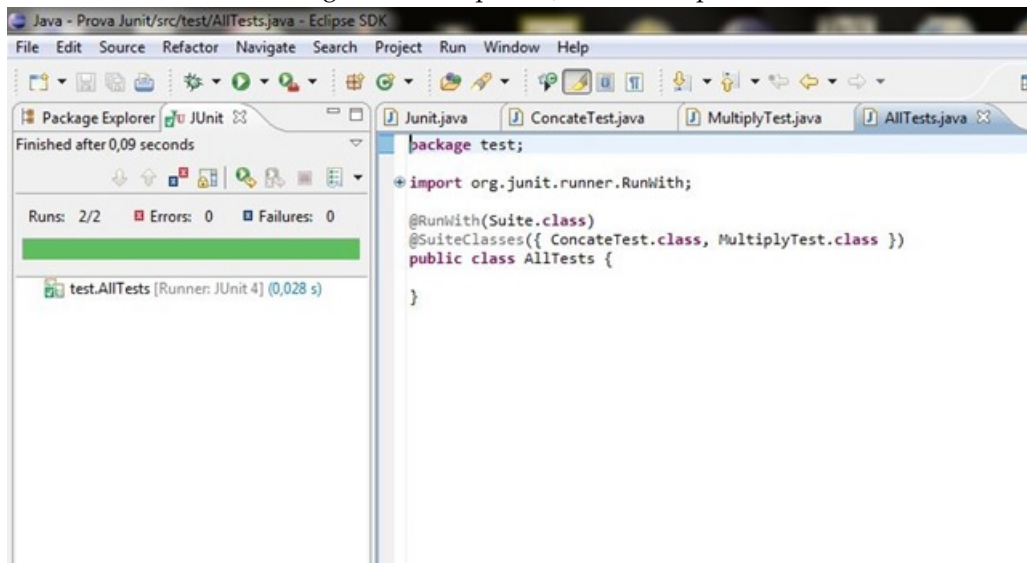 Java - Prova Junit/src/test/AllTests.java - Eclipse SDK
File Edit Source Refactor Navigate Search Project Run Window Help
Package Explorer JUnit
Finished after 0,09 seconds
Runs: 2/2 Errors: 0 Failures: 0
test.AllTests [Runner: JUnit 4] (0,028 s)
Junit.java ConcateTest.java MultiplyTest.java AllTests.java
package test;
import org.junit.runner.RunWith;
@RunWith(Suite.class)
@SuiteClasses({ ConcateTest.class, MultiplyTest.class })
public class AllTests {
}